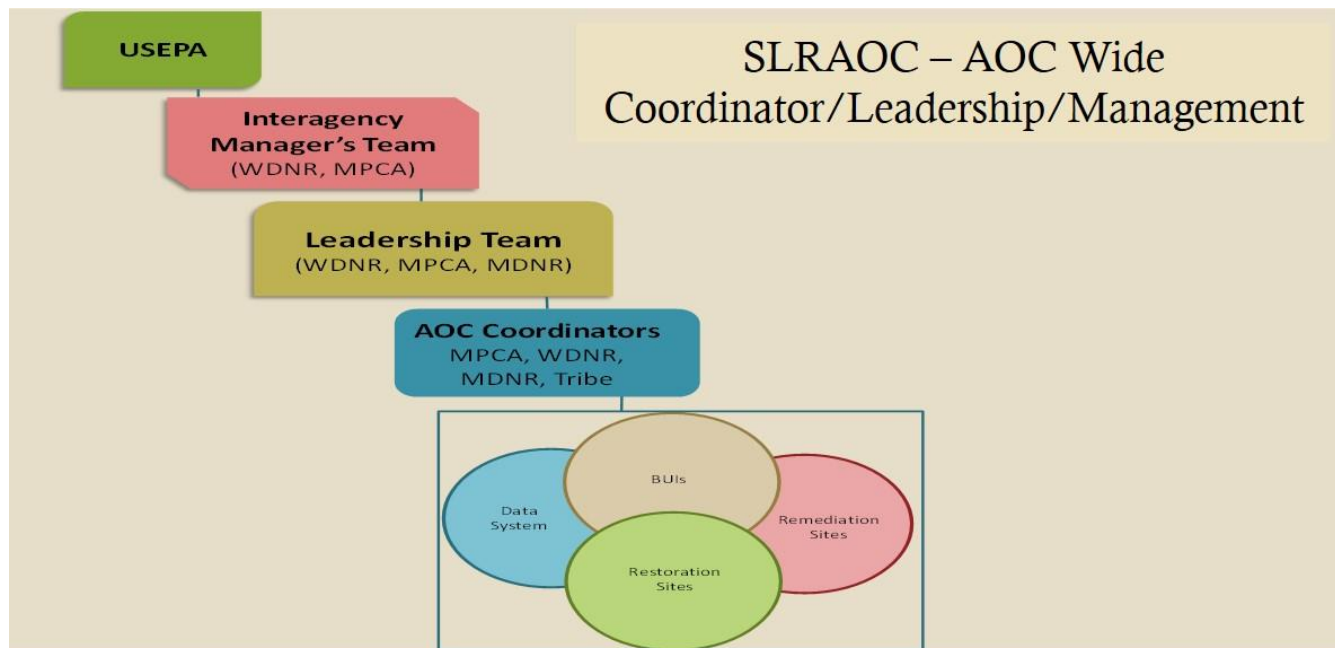 USEPA
SLRAOC – AOC Wide
Coordinator/Leadership/Management
Interagency
Manager's Team
(WDNR, MPCA)
Leadership Team
(WDNR, MPCA, MDNR)
AOC Coordinators
MPCA, WDNR,
MDNR, Tribe
BUIs
Data
System
Remediation
Sites
Restoration
Sites